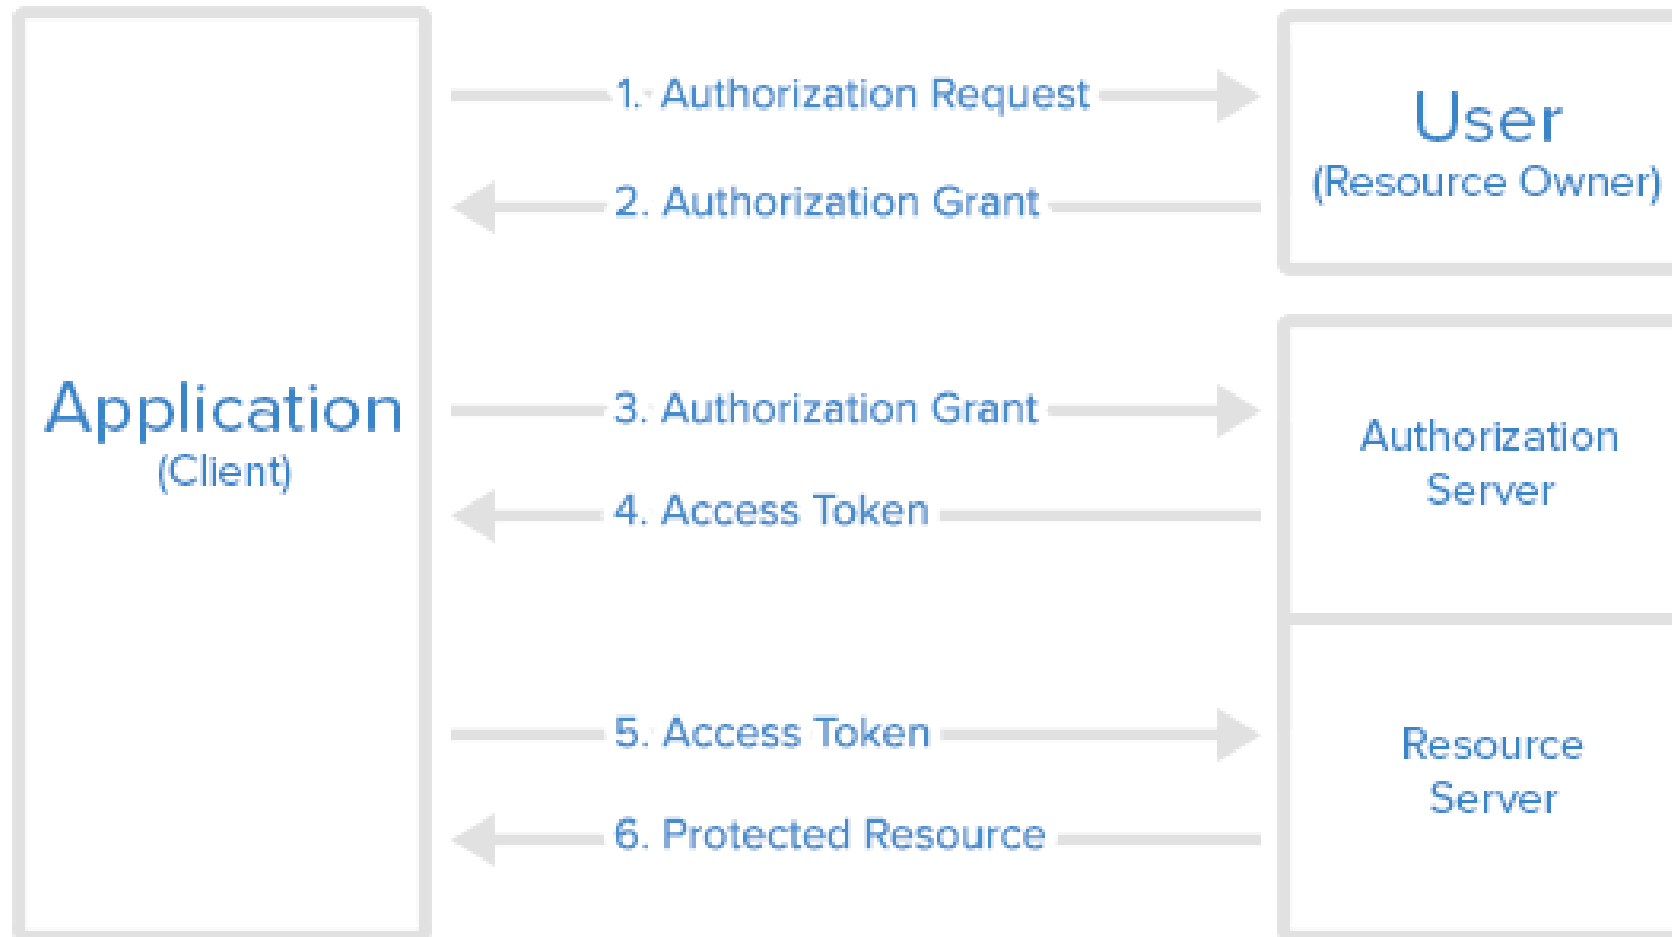 1. Authorization Request
User
(Resource Owner)
2. Authorization Grant
Application
(Client)
3. Authorization Grant
Authorization
Server
4. Access Token
5. Access Token
Resource
Server
6. Protected Resource